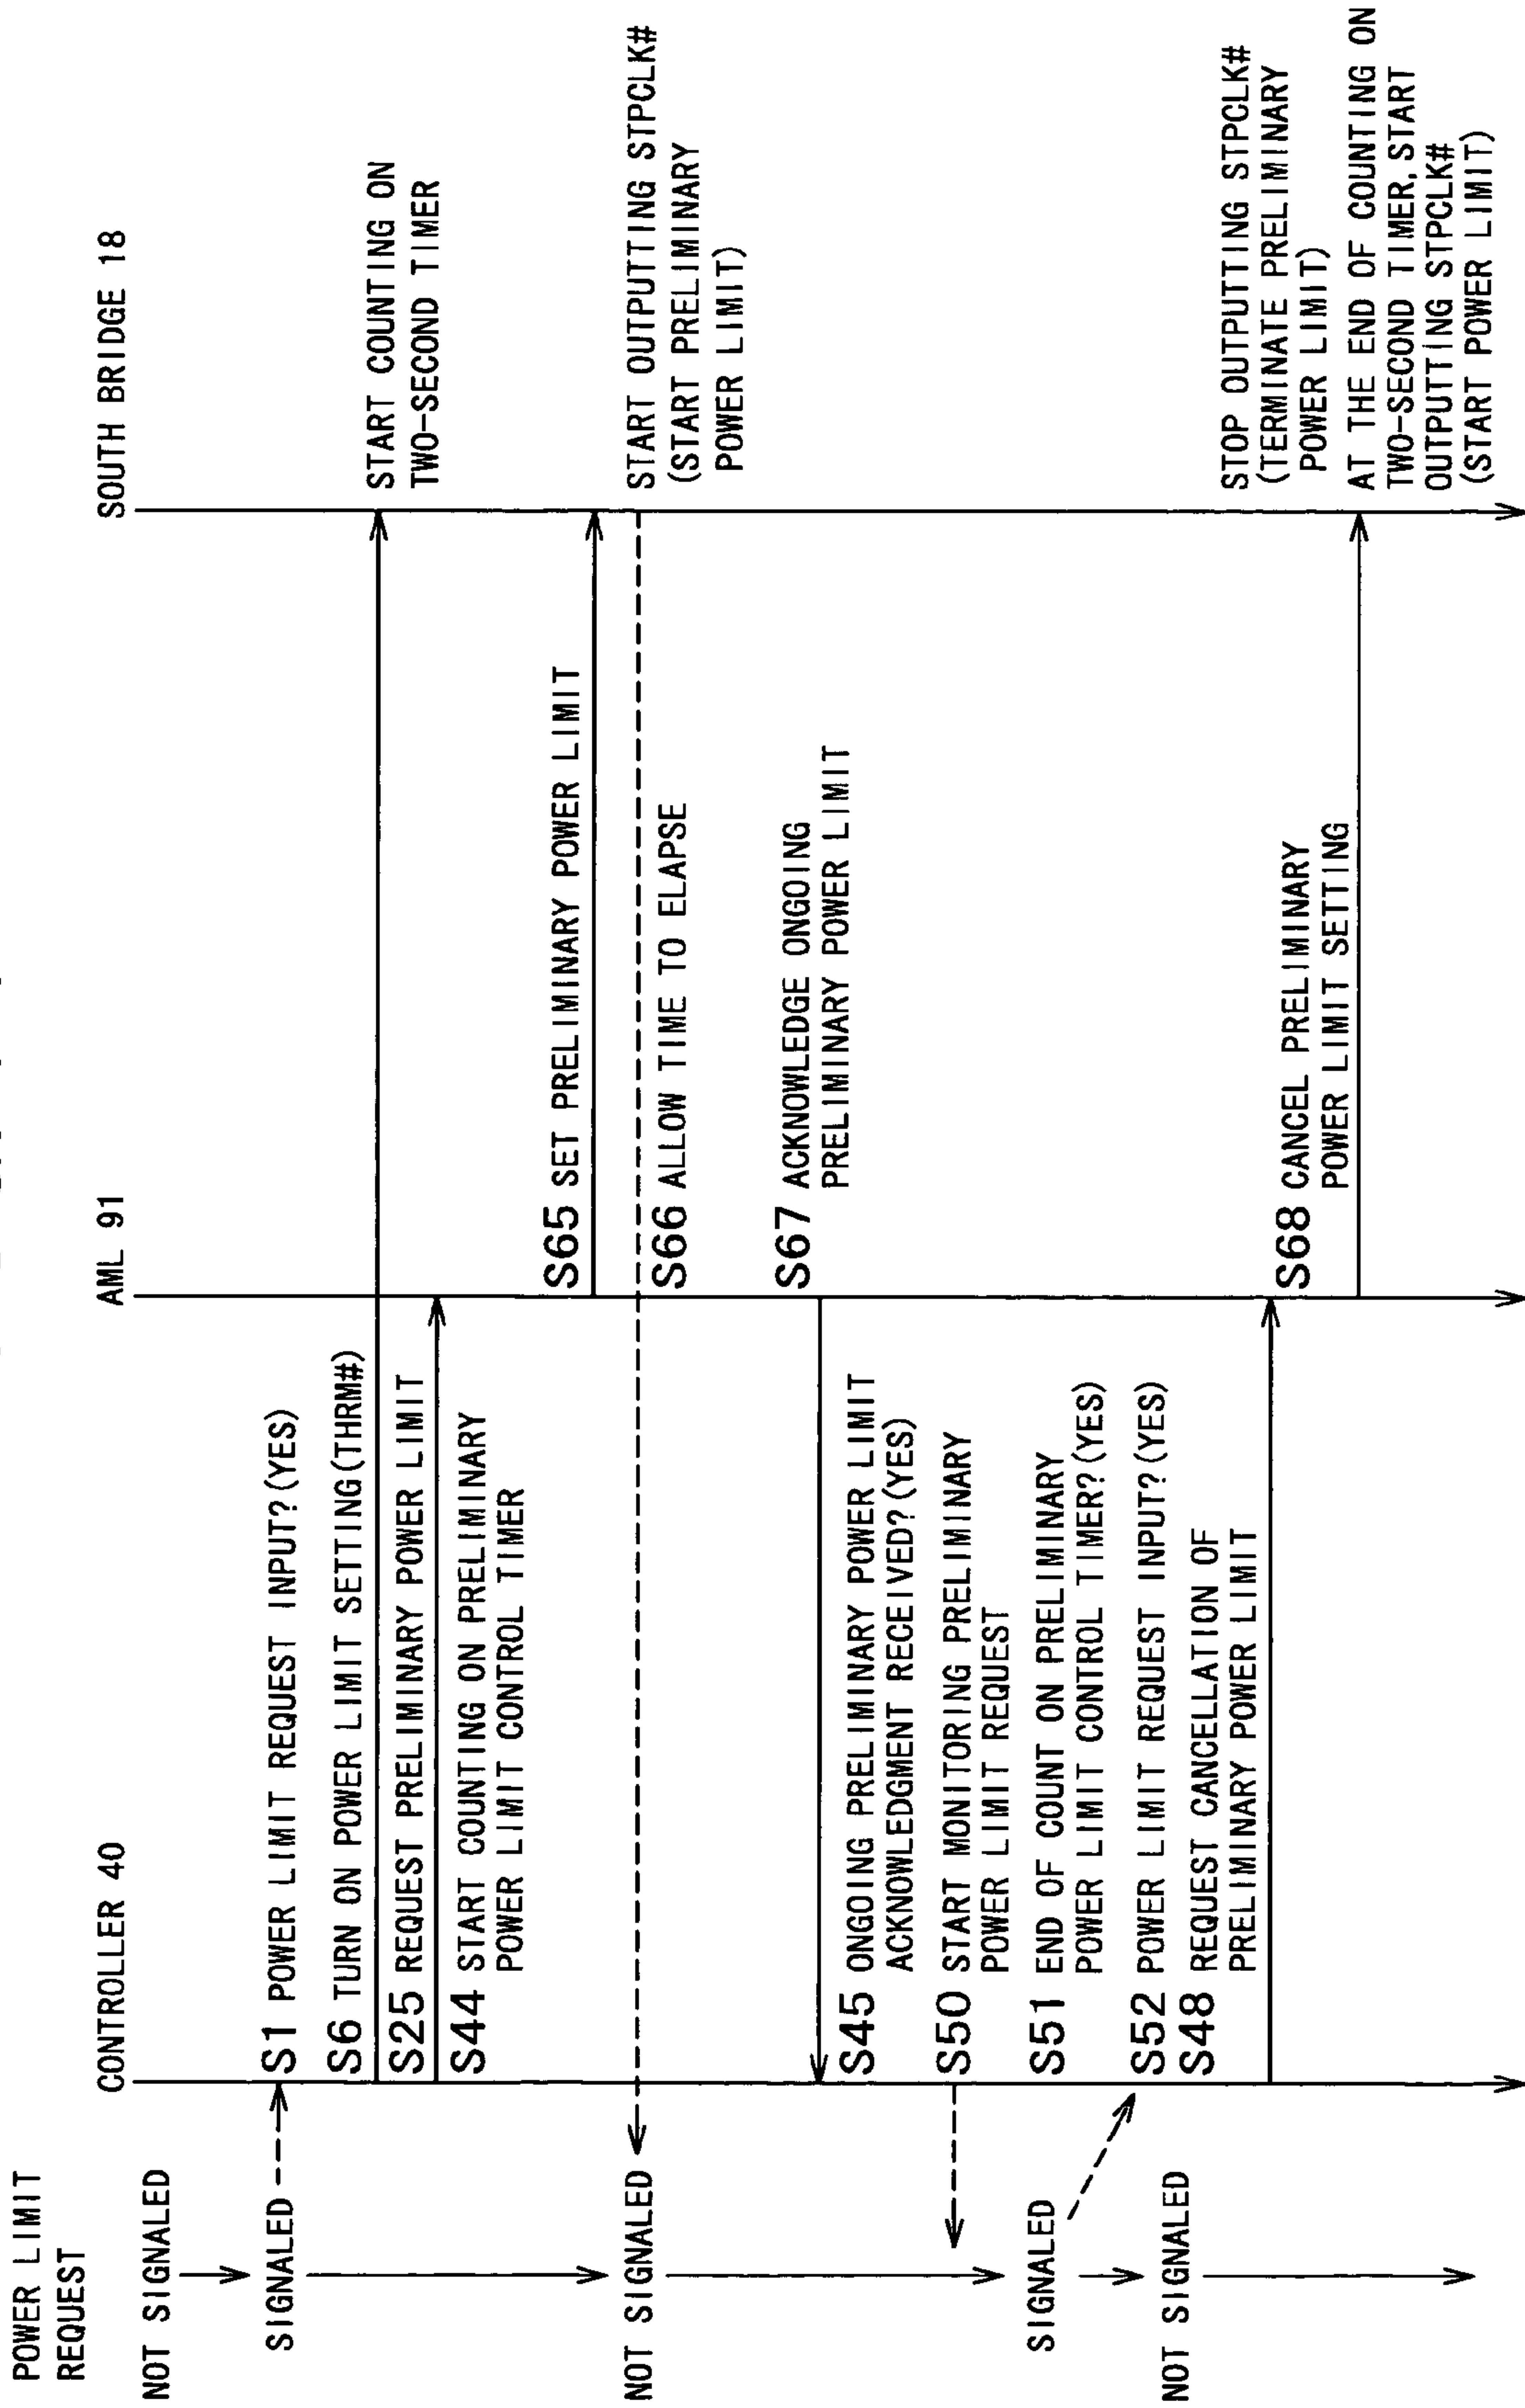 POWER LIMIT
REQUEST
CONTROLLER 40
AML 91
SOUTH BRIDGE 18
NOT SIGNALED
SIGNALED
S1 POWER LIMIT REQUEST INPUT?(YES)
S6 TURN ON POWER LIMIT SETTING(THRM#)
START COUNTING ON
TWO-SECOND TIMER
S25 REQUEST PRELIMINARY POWER LIMIT
S44 START COUNTING ON PRELIMINARY
POWER LIMIT CONTROL TIMER
S65 SET PRELIMINARY POWER LIMIT
NOT SIGNALED
START OUTPUTTING STPCLK#
(START PRELIMINARY
POWER LIMIT)
S66 ALLOW TIME TO ELAPSE
S67 ACKNOWLEDGE ONGOING
PRELIMINARY POWER LIMIT
S45 ONGOING PRELIMINARY POWER LIMIT
ACKNOWLEDGMENT RECEIVED?(YES)
S50 START MONITORING PRELIMINARY
POWER LIMIT REQUEST
SIGNALED
S51 END OF COUNT ON PRELIMINARY
POWER LIMIT CONTROL TIMER?(YES)
S52 POWER LIMIT REQUEST INPUT?(YES)
NOT SIGNALED
S48 REQUEST CANCELLATION OF
PRELIMINARY POWER LIMIT
S68 CANCEL PRELIMINARY
POWER LIMIT SETTING
STOP OUTPUTTING STPCLK#
(TERMINATE PRELIMINARY
POWER LIMIT)
AT THE END OF COUNTING ON
TWO-SECOND TIMER, START
OUTPUTTING STPCLK#
(START POWER LIMIT)